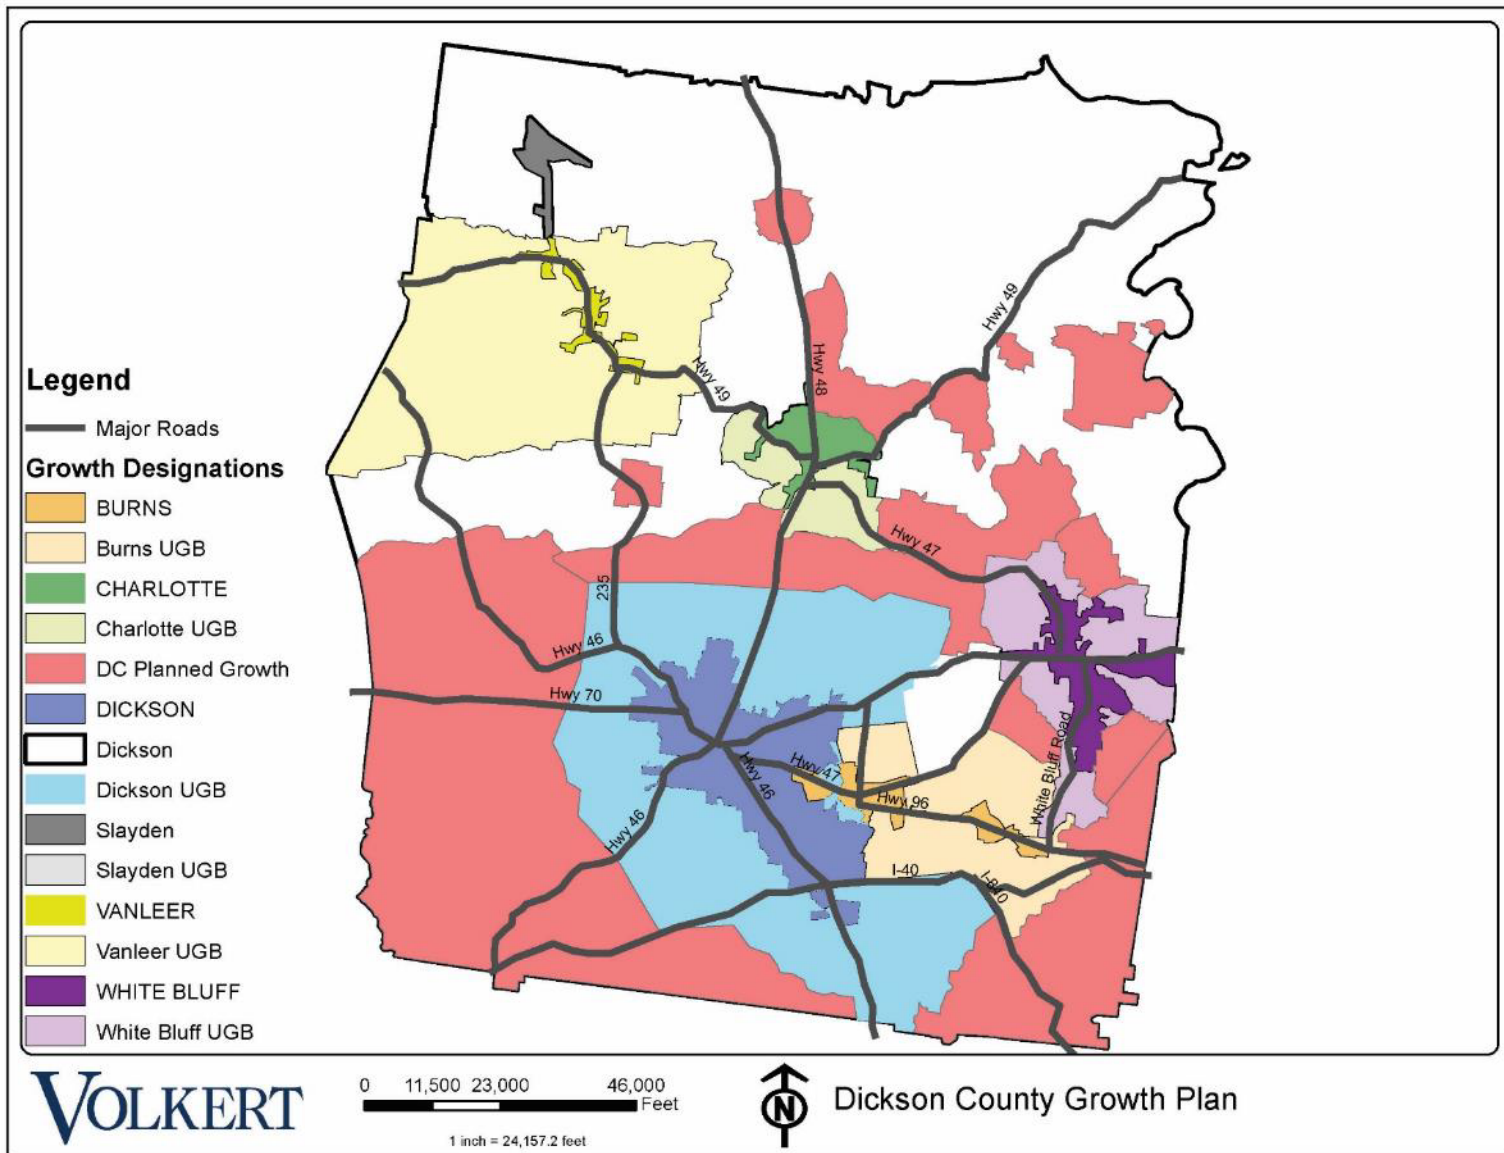 Hwy 49
Hwy 48
Hwy 49
Hwy 47
235
Hwy 46
Hwy 70
White Bluff Road
Hwy 47
Hwy 46
Hwy 96
Hwy 46
I-40
I-840
Legend
Major Roads
Growth Designations
BURNS
Burns UGB
CHARLOTTE
Charlotte UGB
DC Planned Growth
DICKSON
Dickson
Dickson UGB
Slayden
Slayden UGB
VANLEER
Vanleer UGB
WHITE BLUFF
White Bluff UGB
VOLKERT
0 11,500 23,000 46,000
Feet
1 inch = 24,157.2 feet
N
Dickson County Growth Plan